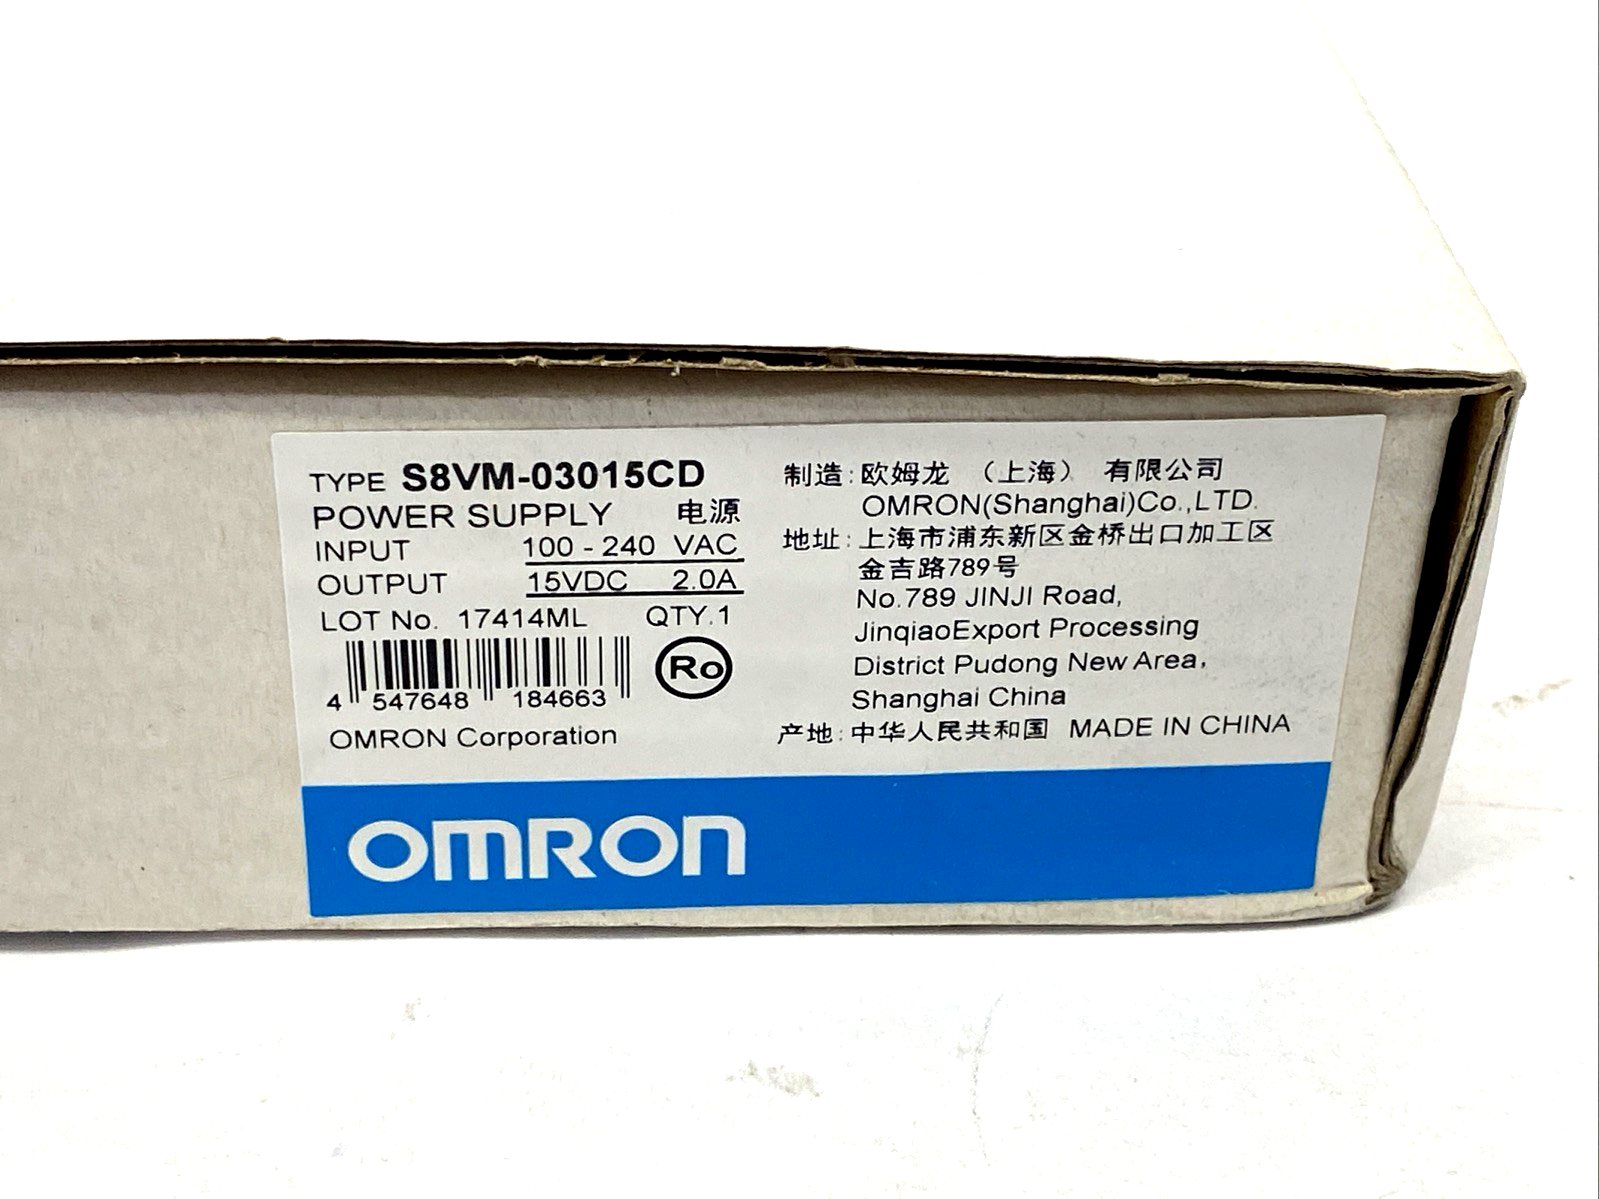 TYPE S8VM-03015CD
POWER SUPPLY 电源
INPUT 100 - 240 VAC
OUTPUT 15VDC 2.0A
LOT No. 17414ML QTY.1
Ro
4 547648 184663
OMRON Corporation
制造:欧姆龙 (上海) 有限公司
OMRON(Shanghai)Co.,LTD.
地址:上海市浦东新区金桥出口加工区
金吉路789号
No.789 JINJI Road,
JinqiaoExport Processing
District Pudong New Area,
Shanghai China
产地:中华人民共和国 MADE IN CHINA
OMRON